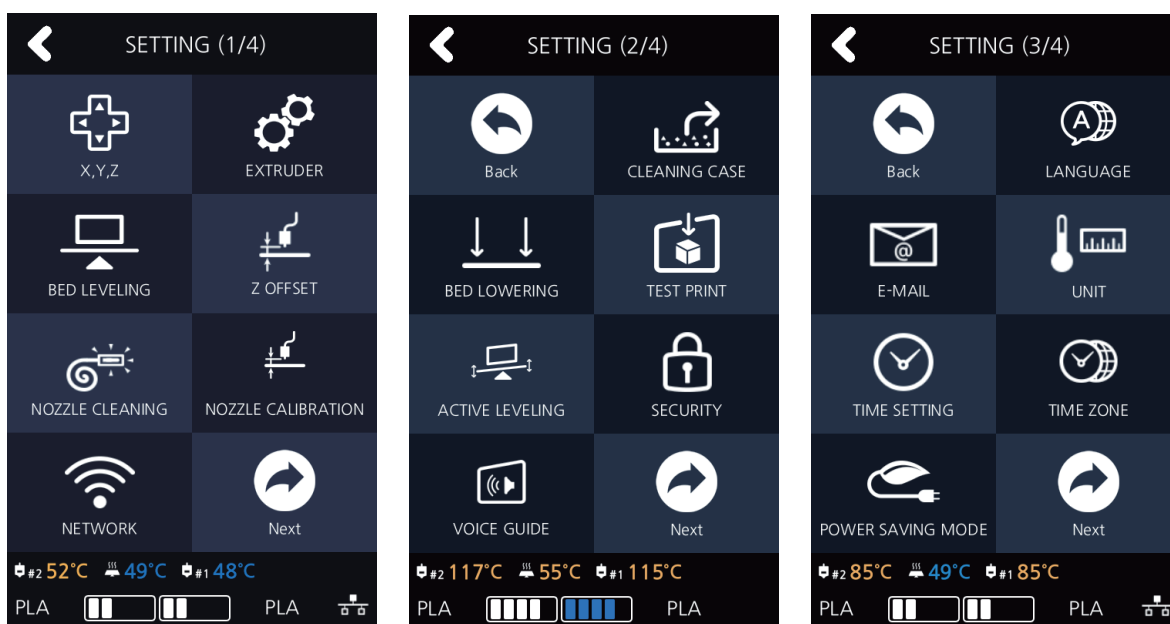 SETTING (1/4)
X,Y,Z
EXTRUDER
BED LEVELING
Z OFFSET
NOZZLE CLEANING
NOZZLE CALIBRATION
NETWORK
Next
#2 52°C 49°C #1 48°C
PLA PLA
SETTING (2/4)
Back
CLEANING CASE
BED LOWERING
TEST PRINT
ACTIVE LEVELING
SECURITY
VOICE GUIDE
Next
#2 117°C 55°C #1 115°C
PLA PLA
SETTING (3/4)
Back
A
LANGUAGE
@
E-MAIL
UNIT
TIME SETTING
TIME ZONE
POWER SAVING MODE
Next
#2 85°C 49°C #1 85°C
PLA PLA